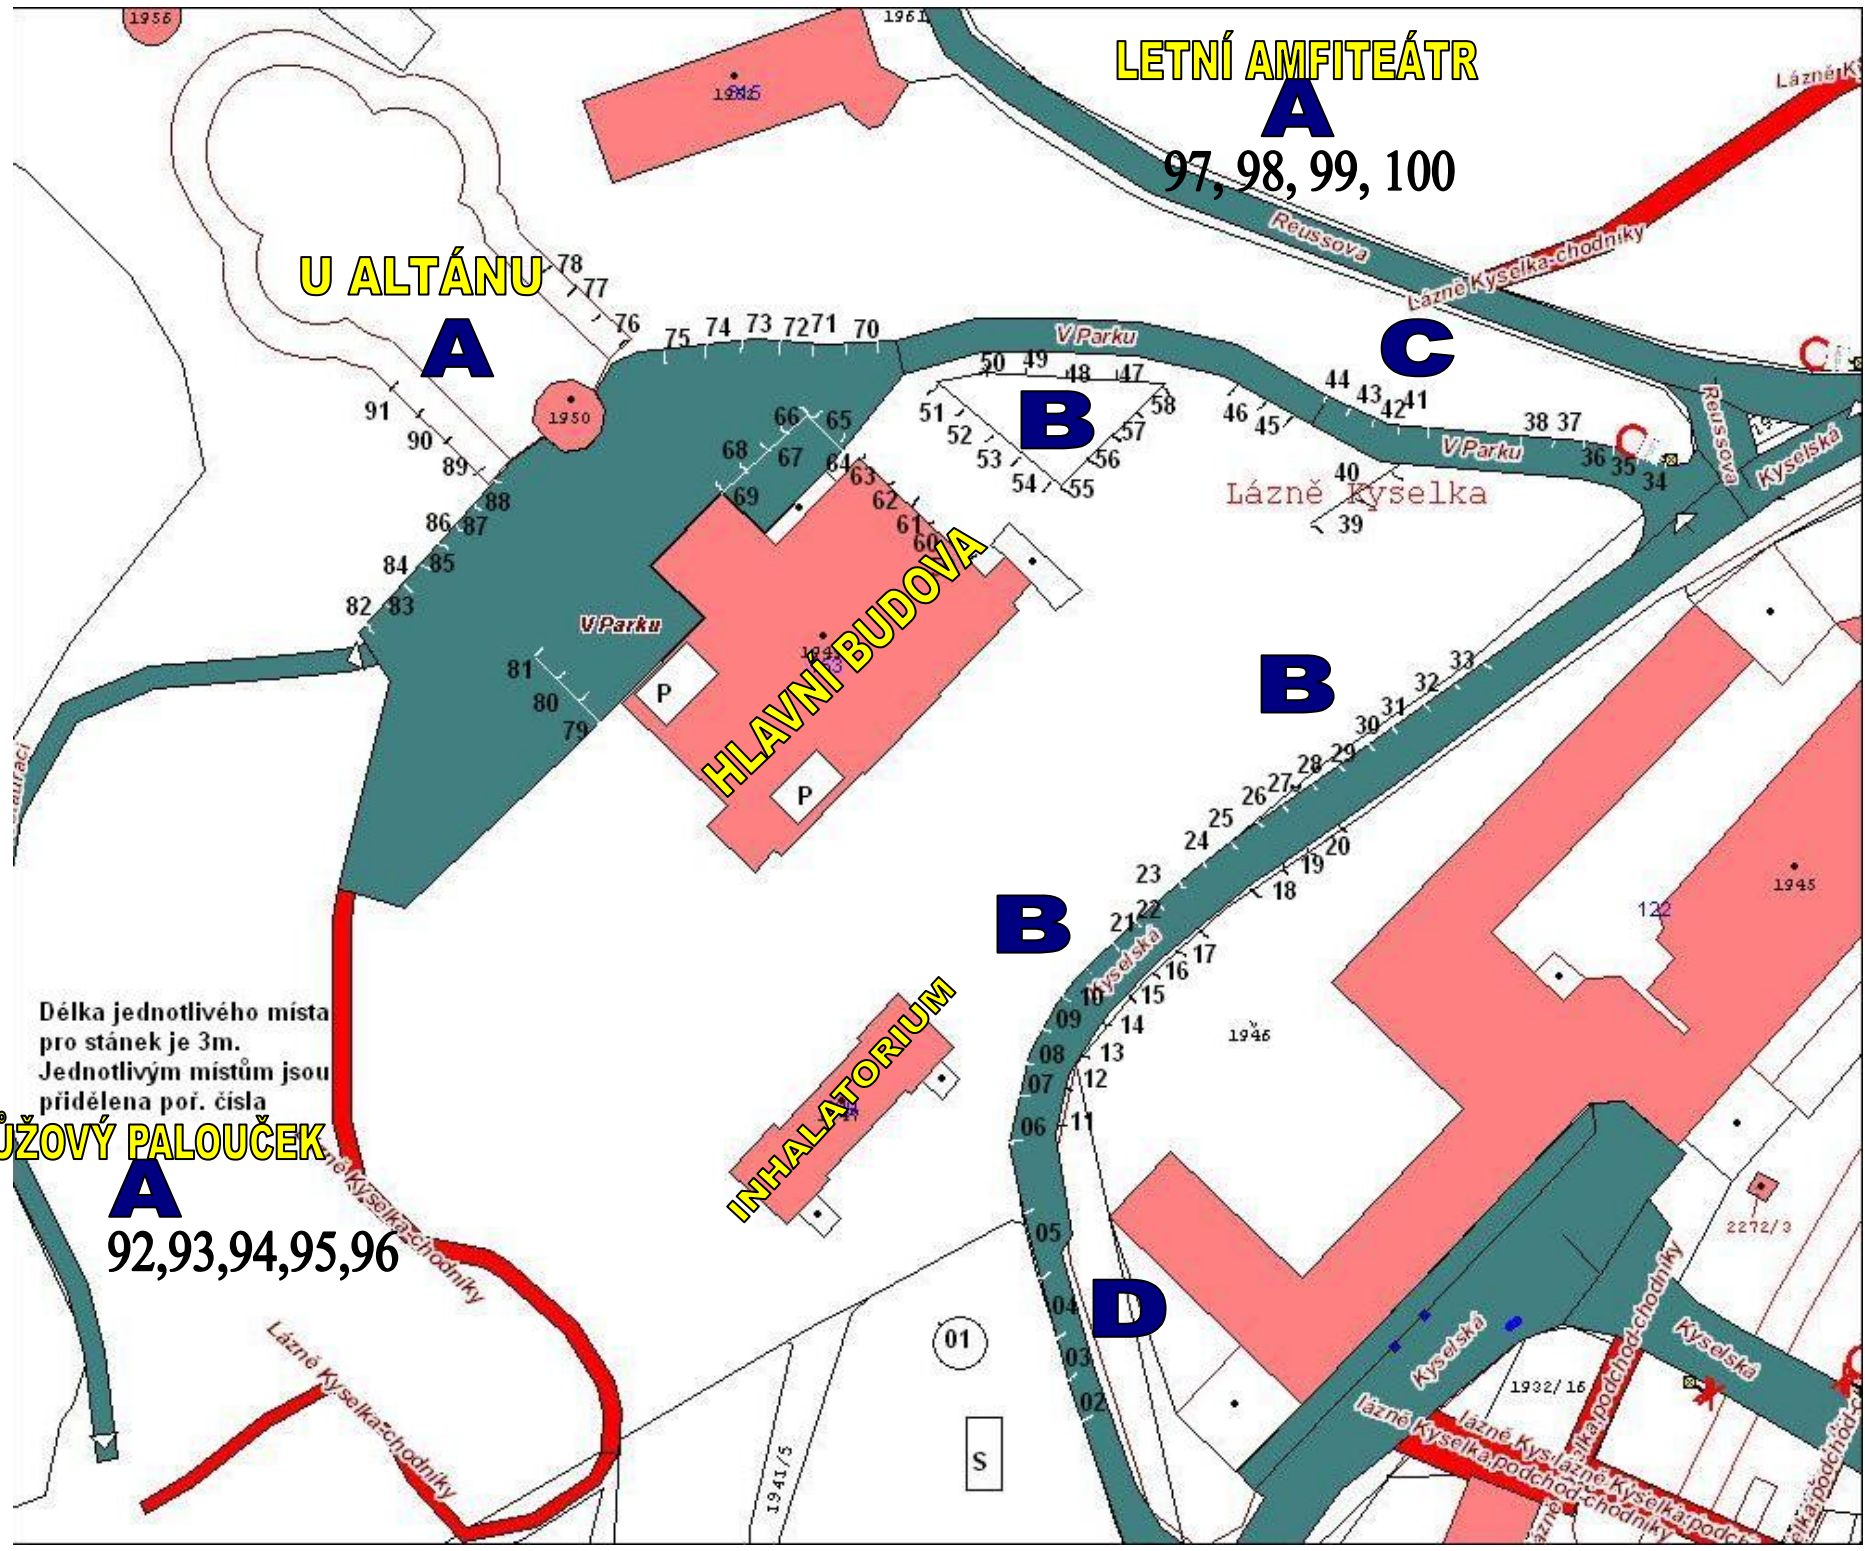 1956
1961
LETNÍ AMFITEÁTR
A
97, 98, 99, 100
Reussova
Lázně Kyselka-chodníky
U ALTÁNU
A
78
77
76
75
74
73
72
71
70
V Parku
C
50
49
48
47
B
51
52
53
54
55
56
57
58
46
45
44
43
42
41
38
37
V Parku
36
35
34
Reussova
Kyselská
40
39
Lázně Kyselka
91
90
89
88
1950
66
65
68
67
64
63
69
62
61
60
86
87
84
85
82
83
V Parku
81
80
79
P
P
HLAVNÍ BUDOVA
B
33
32
31
30
29
28
27
26
25
24
23
22
21
20
19
18
17
16
15
14
13
12
11
B
Kyselská
10
09
08
07
06
05
04
03
02
1945
122
1946
INHALATORIUM
Délka jednotlivého místa
pro stánek je 3m.
Jednotlivým místům jsou
přidělena poř. čísla
ŮŽOVÝ PALOUČEK
A
92,93,94,95,96
Lázně Kyselka-chodníky
D
01
S
1941/5
2272/3
Kyselská
Kyselská
1932/16
lázně Kyselka:podchod-chodníky